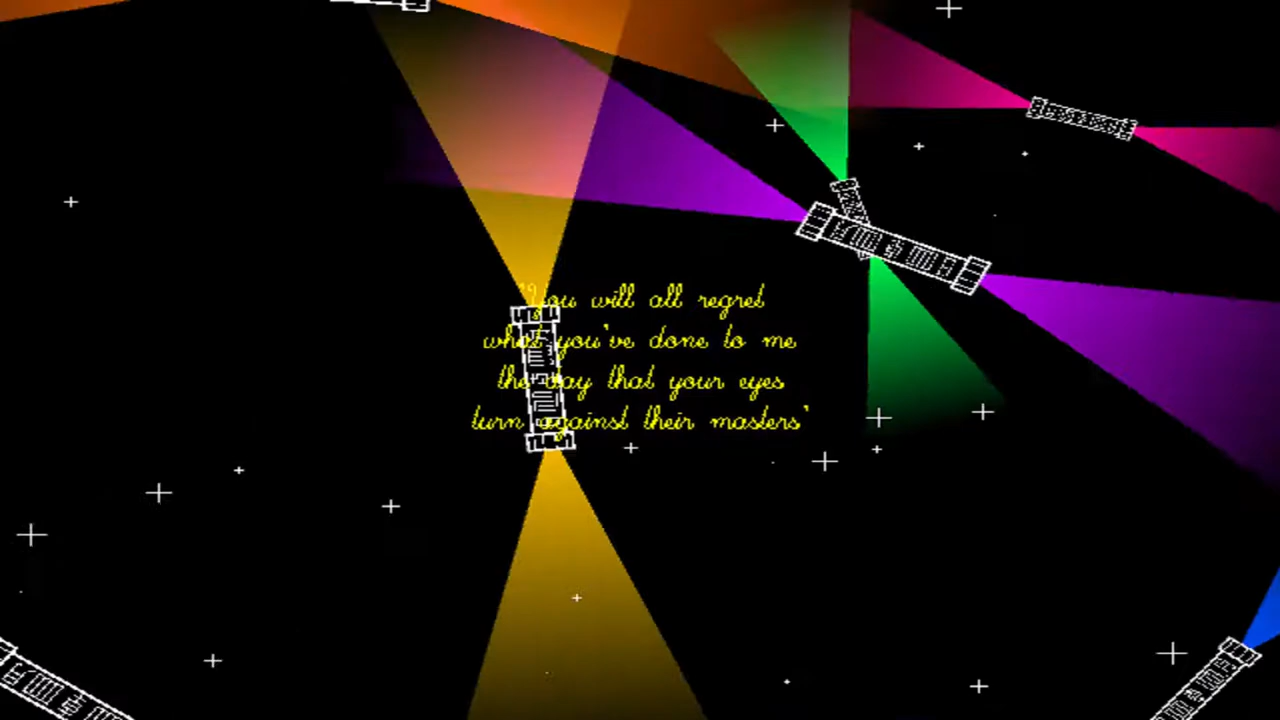 "You will all regret
what you've done to me
the day that your eyes
turn against their masters"